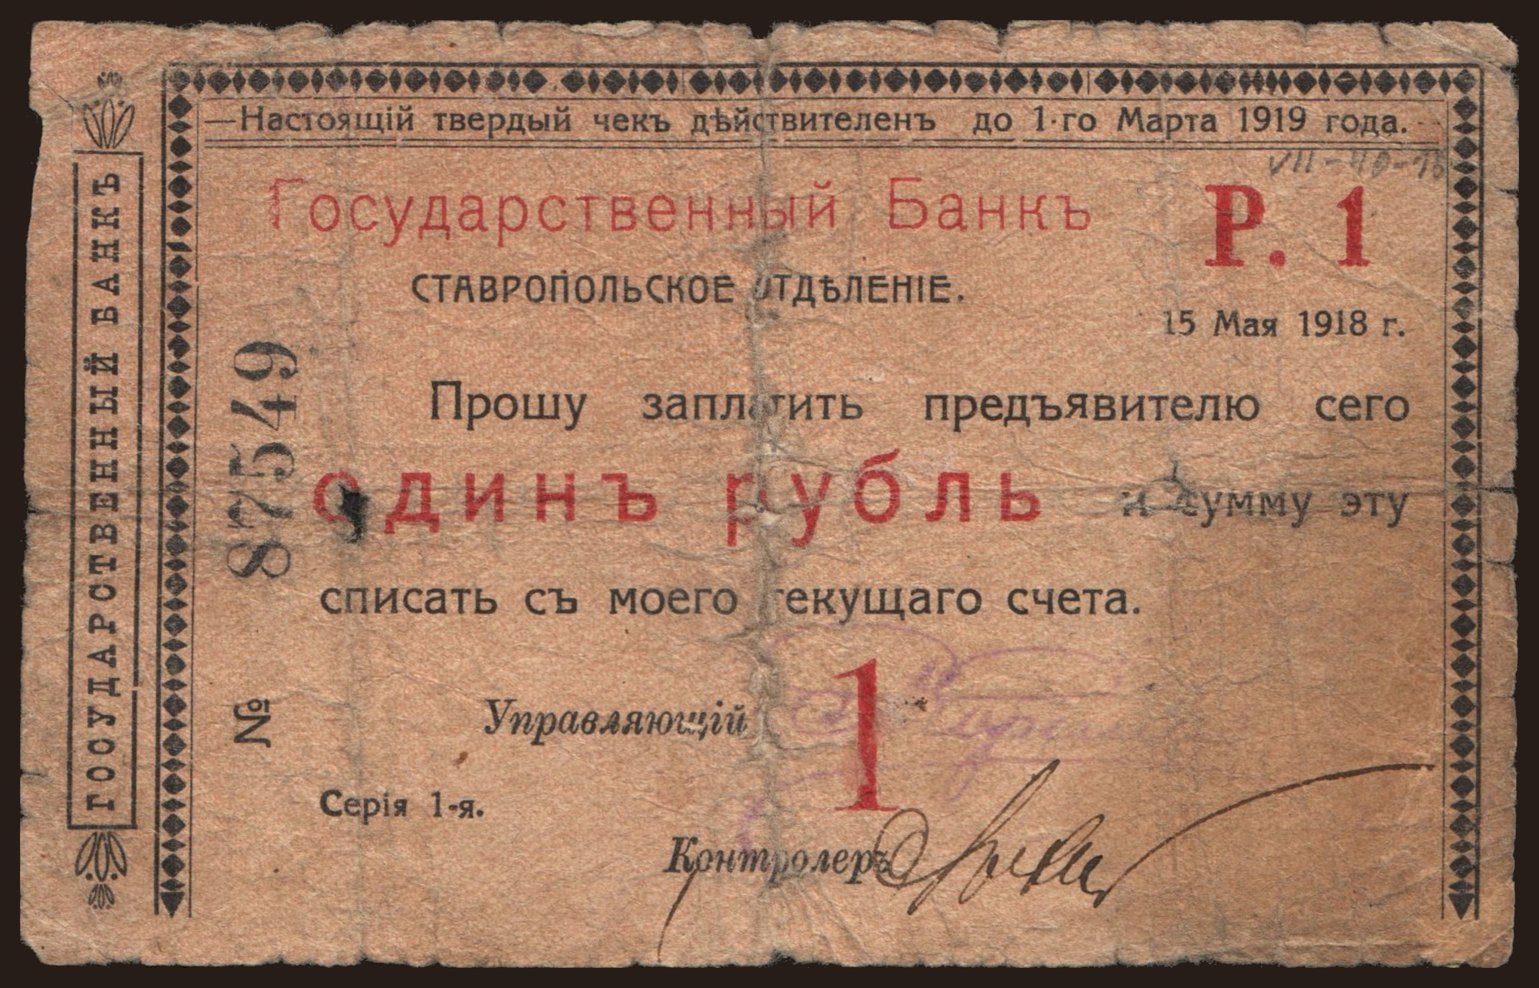 —Настоящій твердый чекъ дѣйствителенъ до 1-го Марта 1919 года.
Государственный Банкъ
Р. 1
СТАВРОПОЛЬСКОЕ ОТДѢЛЕНІЕ.
15 Мая 1918 г.
Прошу заплатить предъявителю сего
одинъ рубль и сумму эту
списать съ моего текущаго счета.
Управляющій
1
Серія 1-я.
Контролеръ
№ 87549
ГОСУДАРСТВЕННЫЙ БАНКЪ